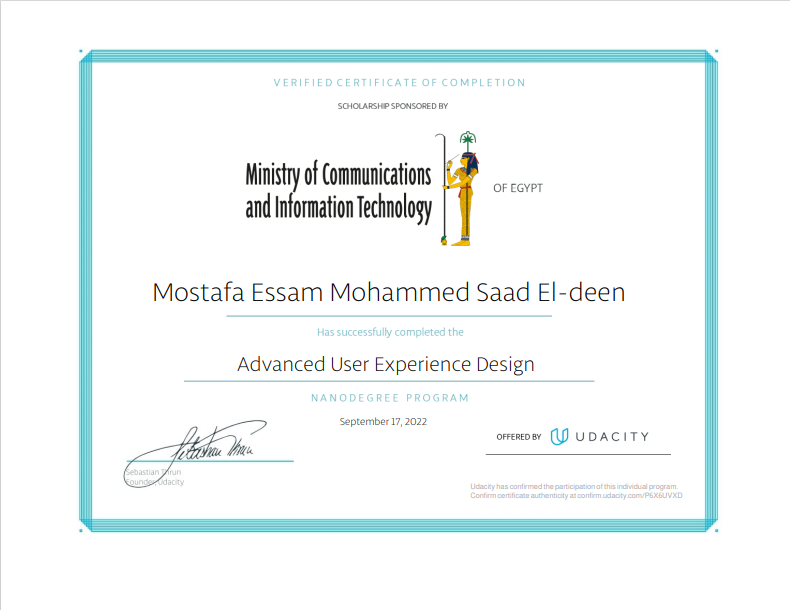 VERIFIED CERTIFICATE OF COMPLETION
SCHOLARSHIP SPONSORED BY
Ministry of Communications
and Information Technology
OF EGYPT
Mostafa Essam Mohammed Saad El-deen
Has successfully completed the
Advanced User Experience Design
NANODEGREE PROGRAM
September 17, 2022
Sebastian Thrun
Sebastian Thrun
Founder, Udacity
OFFERED BY UDACITY
Udacity has confirmed the participation of this individual program.
Confirm certificate authenticity at confirm.udacity.com/P6X6UVXD